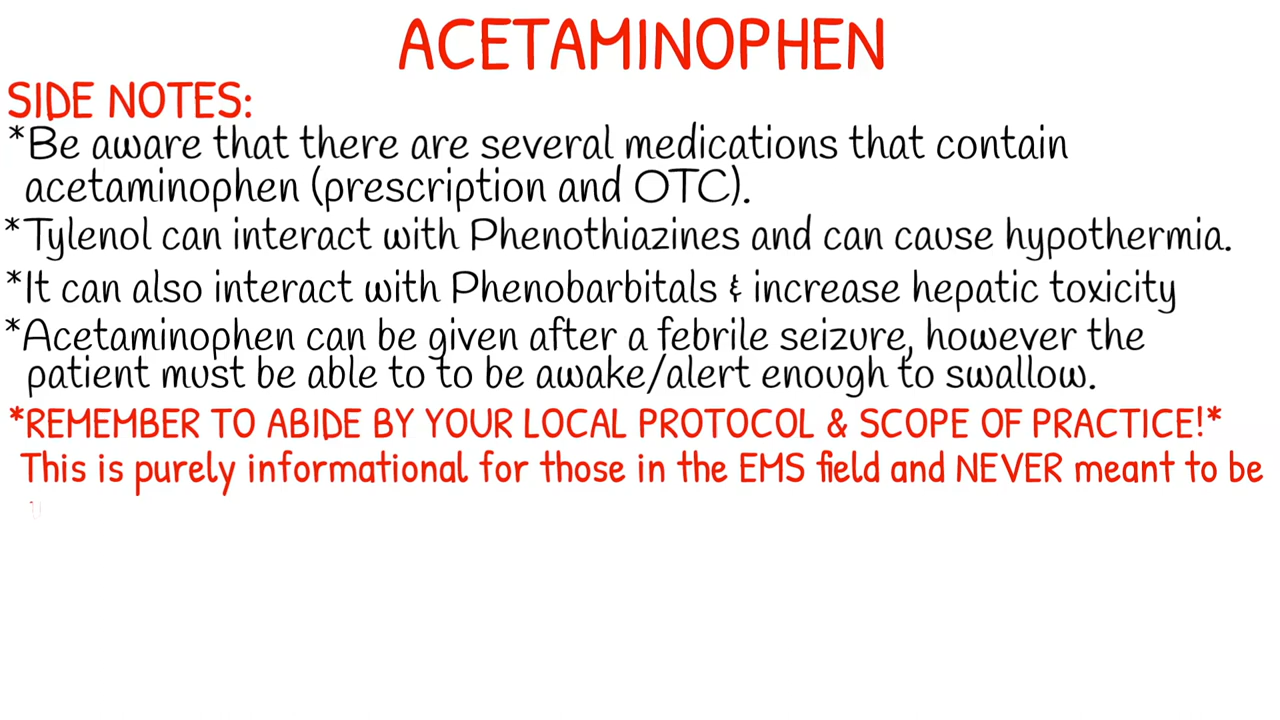 ACETAMINOPHEN
SIDE NOTES:
*Be aware that there are several medications that contain
acetaminophen (prescription and OTC).
*Tylenol can interact with Phenothiazines and can cause hypothermia.
*It can also interact with Phenobarbitals & increase hepatic toxicity
*Acetaminophen can be given after a febrile seizure, however the
patient must be able to to be awake/alert enough to swallow.
*REMEMBER TO ABIDE BY YOUR LOCAL PROTOCOL & SCOPE OF PRACTICE!*
This is purely informational for those in the EMS field and NEVER meant to be